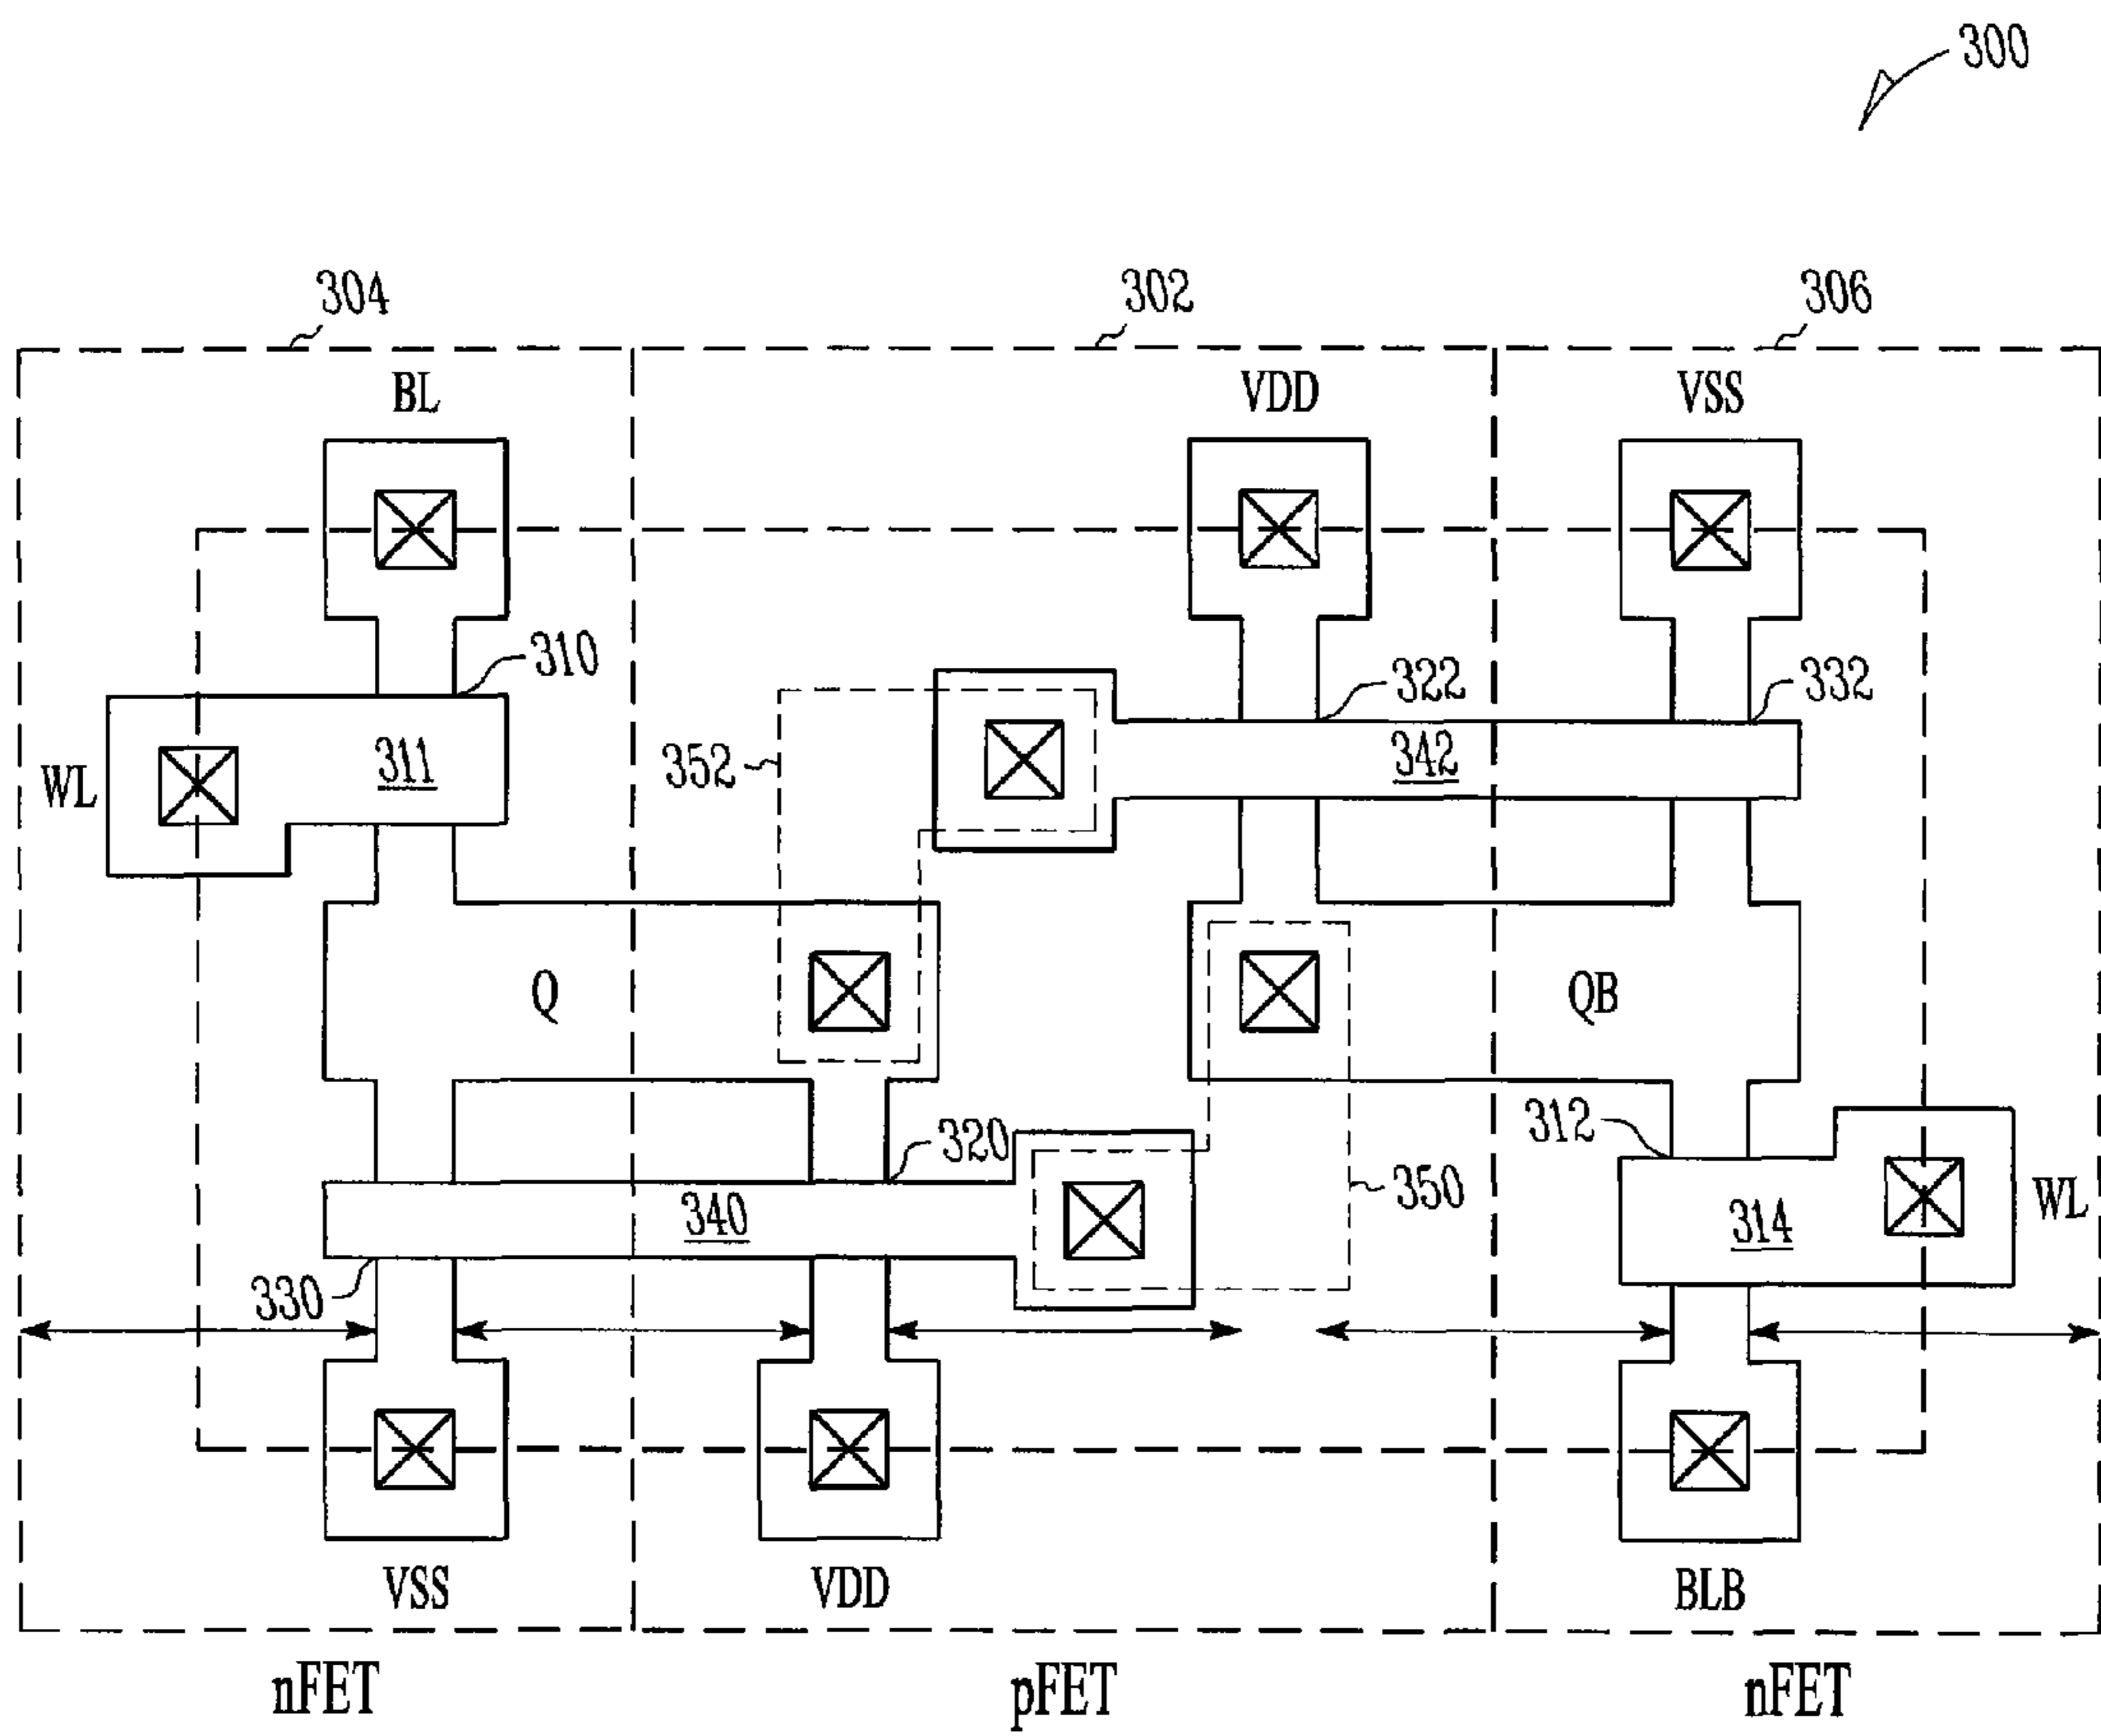 300
304
302
306
BL
VDD
VSS
310
322
332
352
311
342
WL
Q
QB
312
320
350
340
314
WL
330
VSS
VDD
BLB
nFET
pFET
nFET